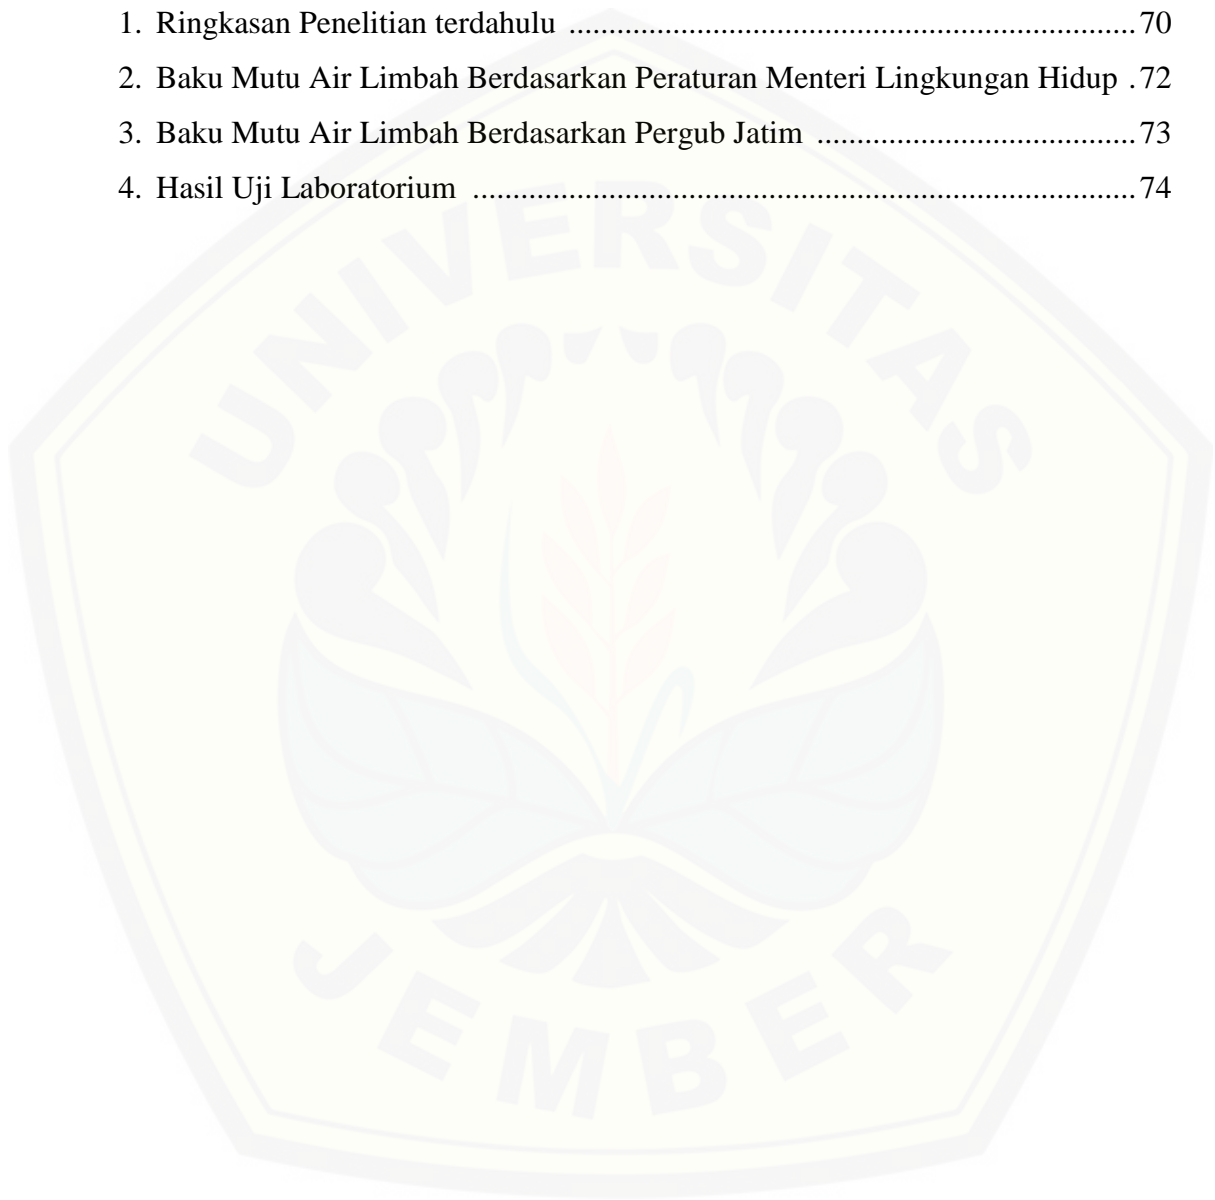 1. Ringkasan Penelitian terdahulu ....................................................................... 70
2. Baku Mutu Air Limbah Berdasarkan Peraturan Menteri Lingkungan Hidup . 72
3. Baku Mutu Air Limbah Berdasarkan Pergub Jatim ........................................ 73
4. Hasil Uji Laboratorium ................................................................................... 74
UNIVERSITAS
JEMBER